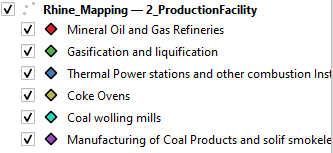 Rhine_Mapping — 2_ProductionFacility
Mineral Oil and Gas Refineries
Gasification and liquification
Thermal Power stations and other combustion Inst
Coke Ovens
Coal wolling mills
Manufacturing of Coal Products and solif smokele